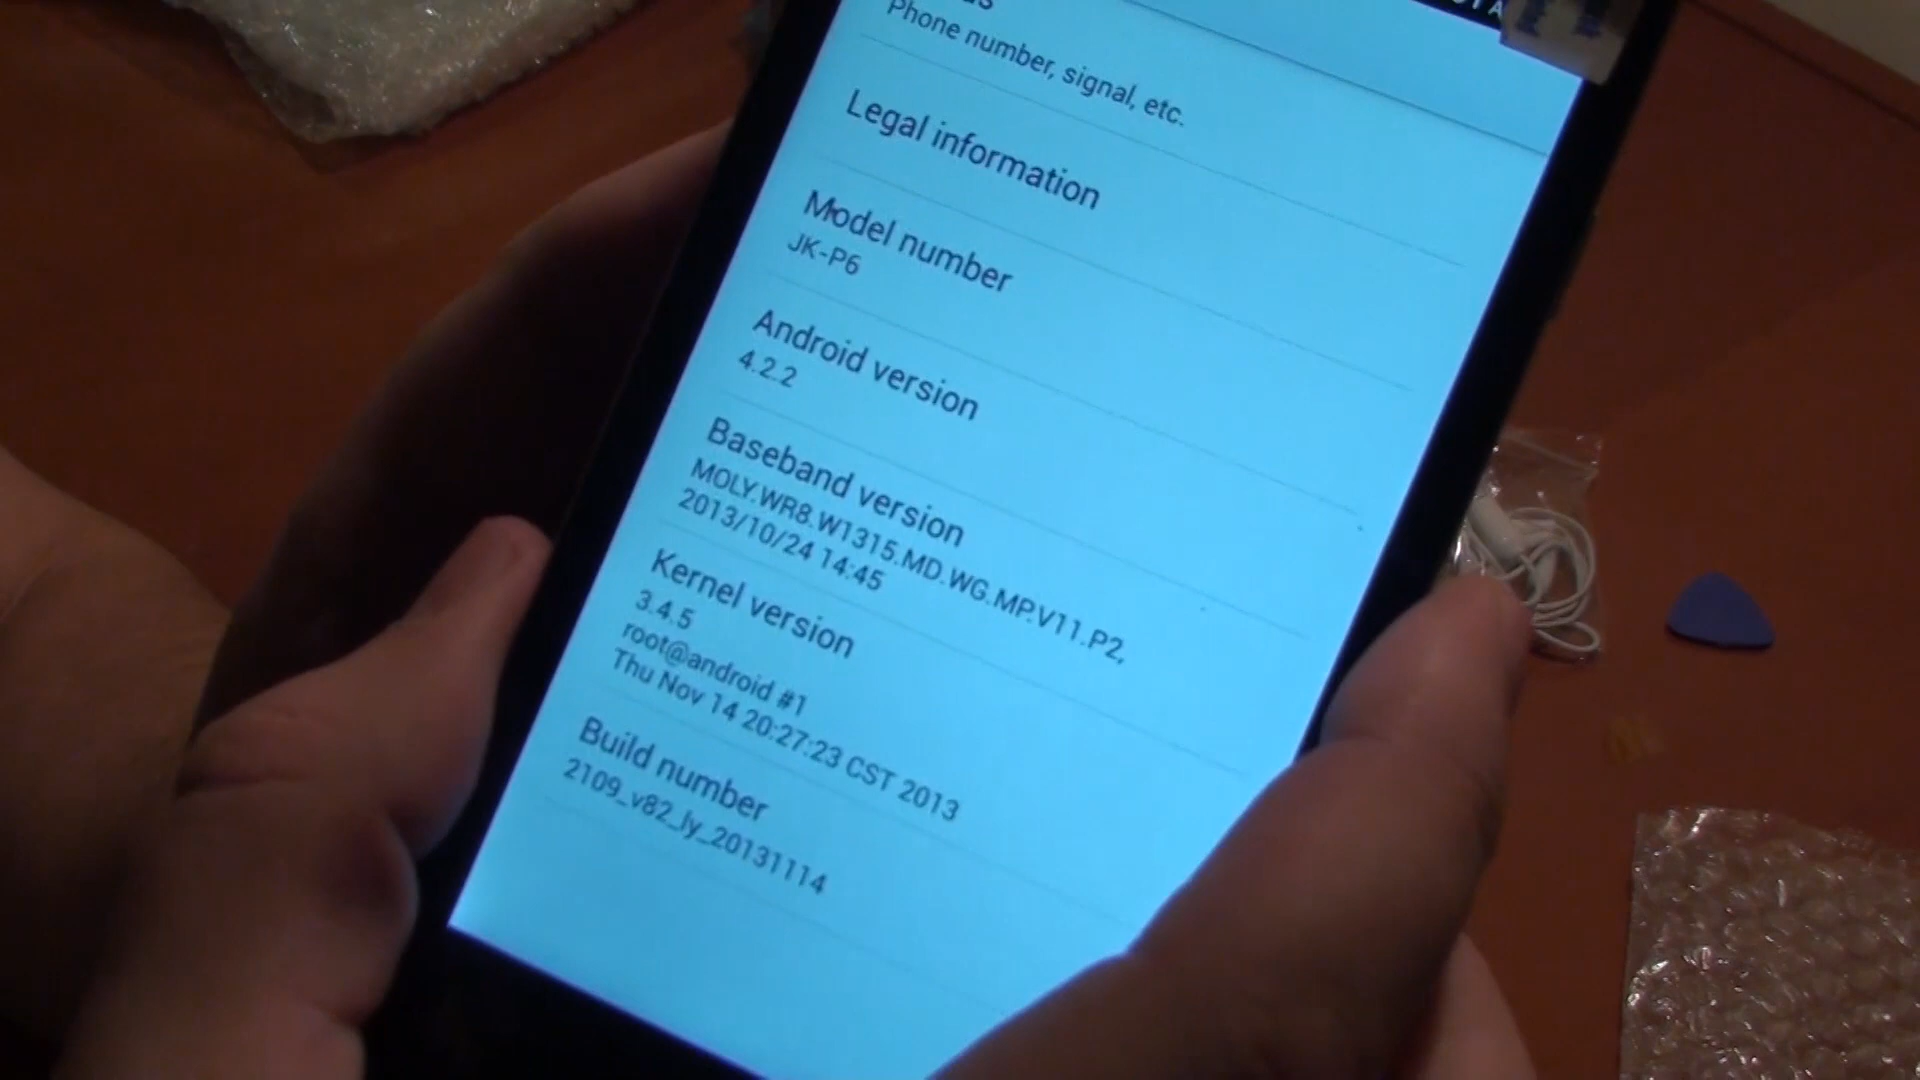 Phone number, signal, etc.
Legal information
Model number
JK-P6
Android version
4.2.2
Baseband version
MOLY.WR8.W1315.MD.WG.MP.V11.P2,
2013/10/24 14:45
Kernel version
3.4.5
root@android #1
Thu Nov 14 20:27:23 CST 2013
Build number
2109_v82_ly_20131114